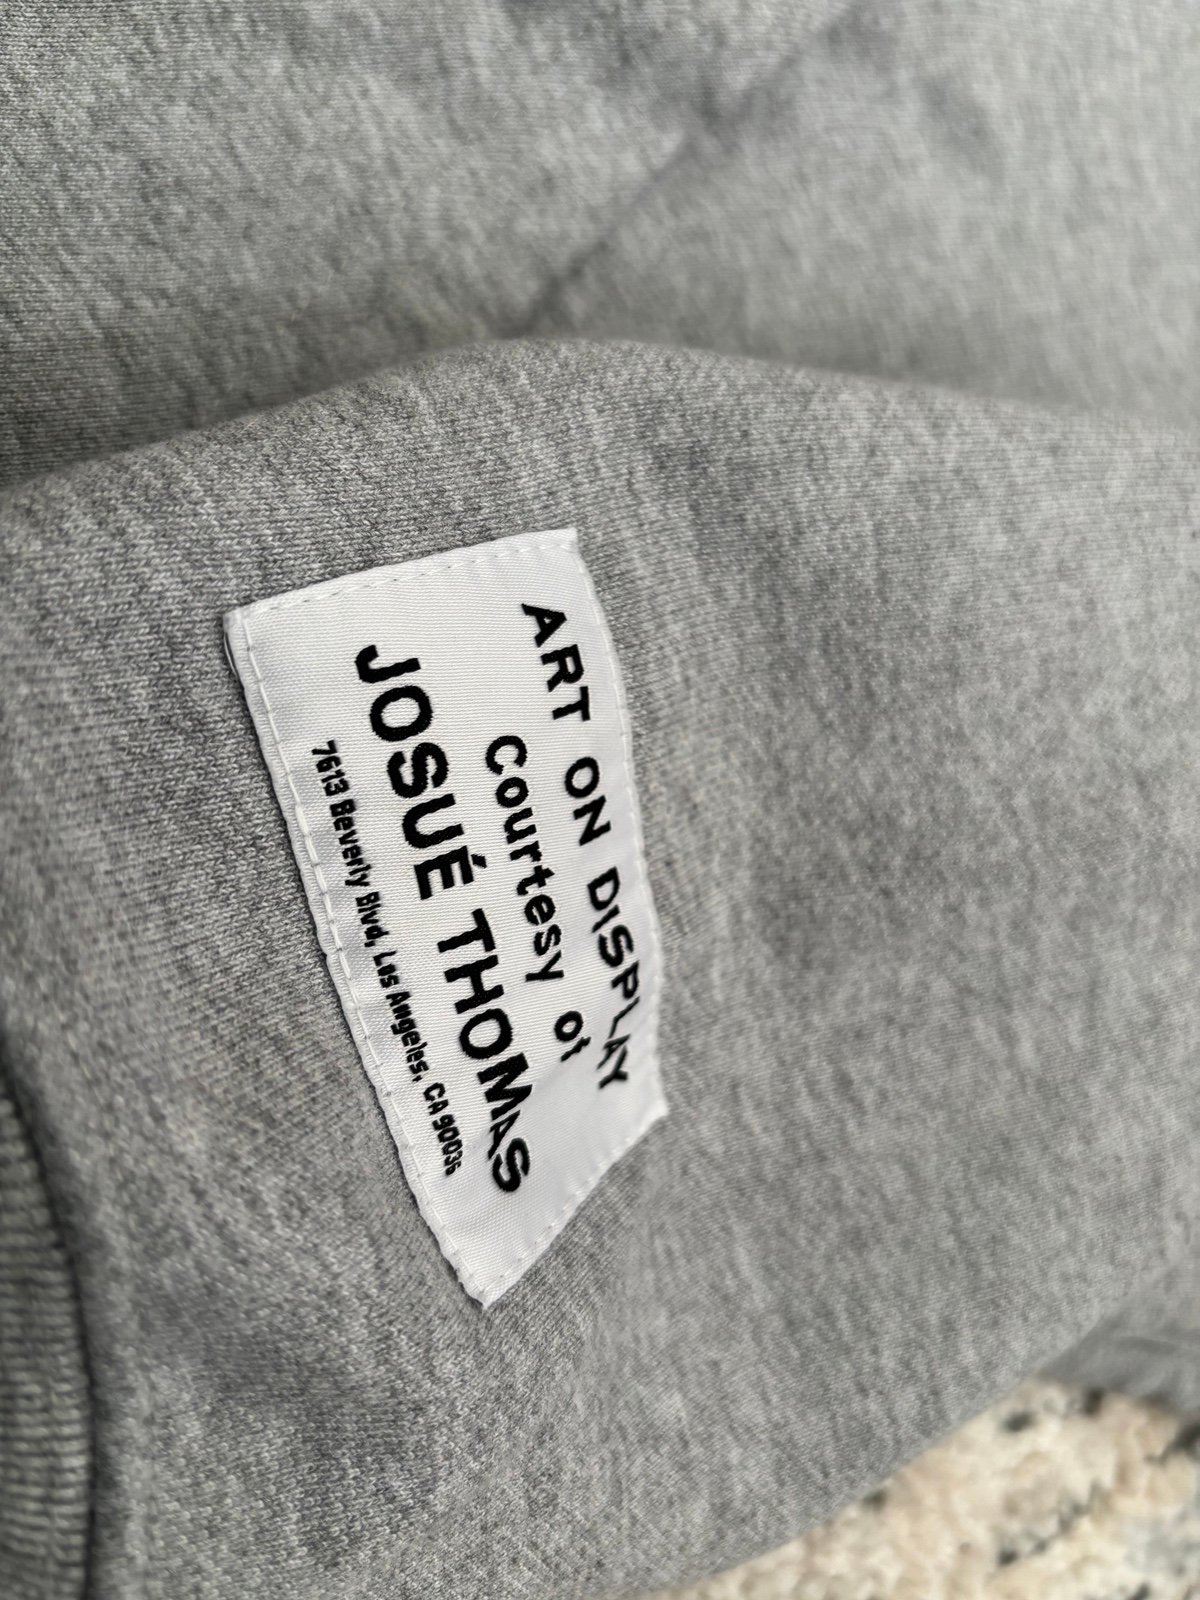 ART ON DISPLAY
Courtesy of
JOSUÉ THOMAS
7613 Beverly Blvd, Los Angeles, CA 90036